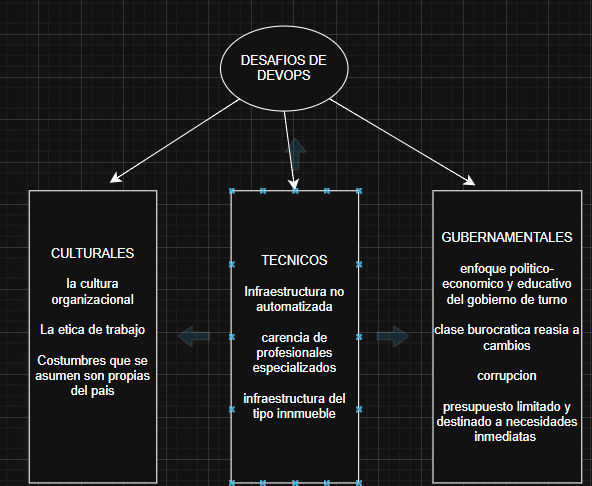 DESAFIOS DE
DEVOPS
CULTURALES
la cultura
organizacional
La etica de trabajo
Costumbres que se
asumen son propias
del pais
TECNICOS
Infraestructura no
automatizada
carencia de
profesionales
especializados
infraestructura del
tipo innmueble
GUBERNAMENTALES
enfoque politico-
economico y educativo
del gobierno de turno
clase burocratica reasia a
cambios
corrupcion
presupuesto limitado y
destinado a necesidades
inmediatas